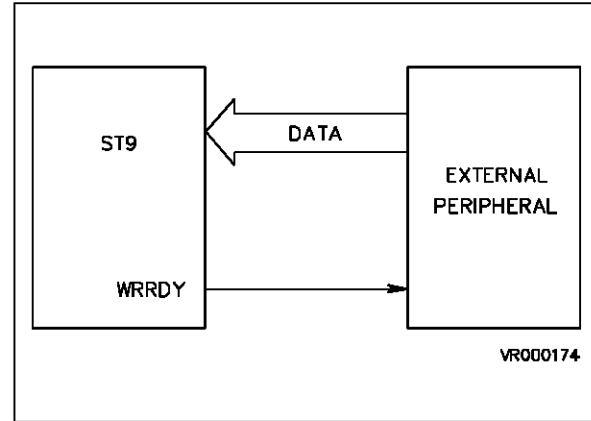 ST9
DATA
EXTERNAL
PERIPHERAL
WRRDY
VR000174